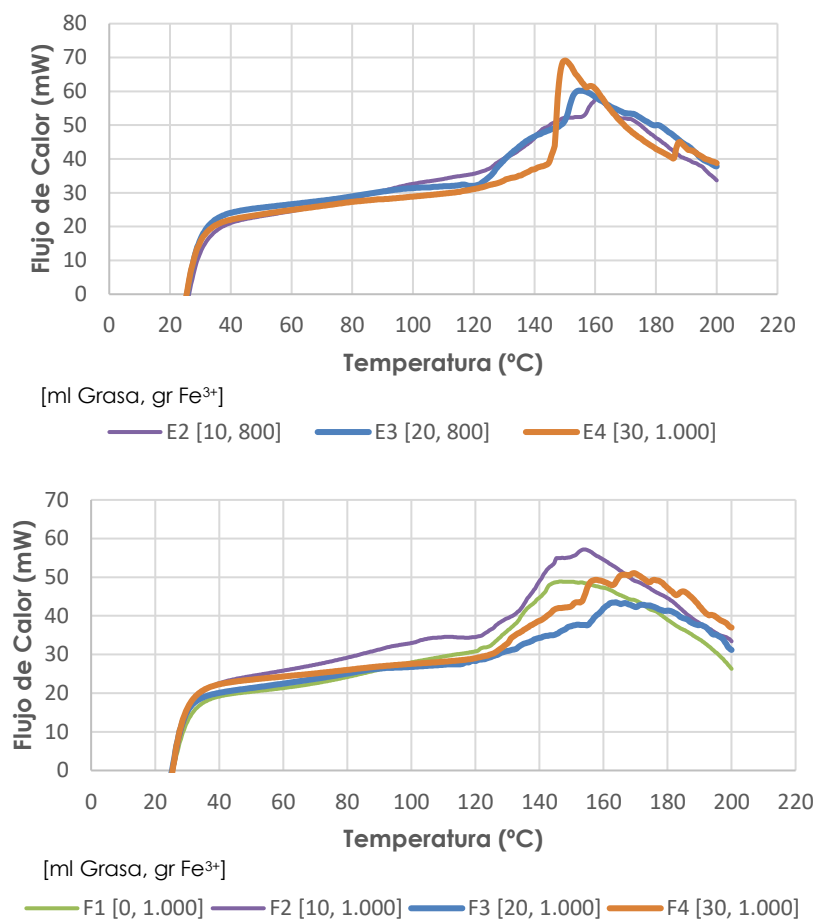 80
70
60
50
40
30
20
10
0
Flujo de Calor (mW)
0 20 40 60 80 100 120 140 160 180 200 220
Temperatura (ºC)
[ml Grasa, gr Fe³⁺]
E2 [10, 800] E3 [20, 800] E4 [30, 1.000]
70
60
50
40
30
20
10
0
Flujo de Calor (mW)
0 20 40 60 80 100 120 140 160 180 200 220
Temperatura (ºC)
[ml Grasa, gr Fe³⁺]
F1 [0, 1.000] F2 [10, 1.000] F3 [20, 1.000] F4 [30, 1.000]